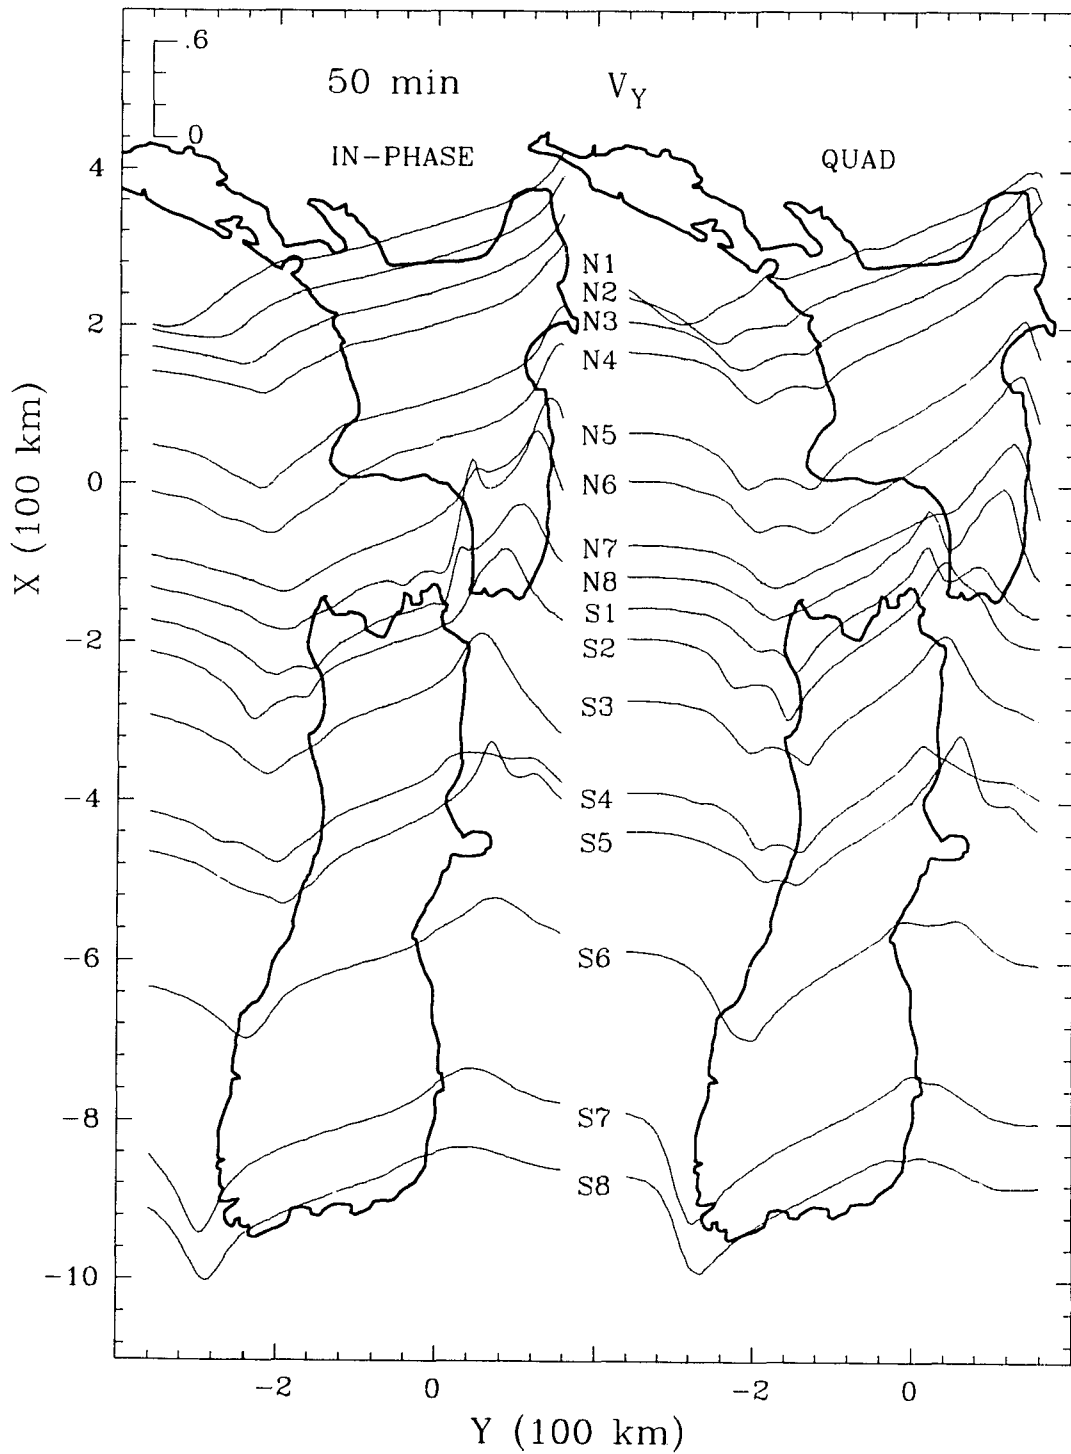 .6
0
50 min
V_Y
IN-PHASE
QUAD
4
2
0
-2
-4
-6
-8
-10
X (100 km)
N1
N2
N3
N4
N5
N6
N7
N8
S1
S2
S3
S4
S5
S6
S7
S8
-2
0
-2
0
Y (100 km)